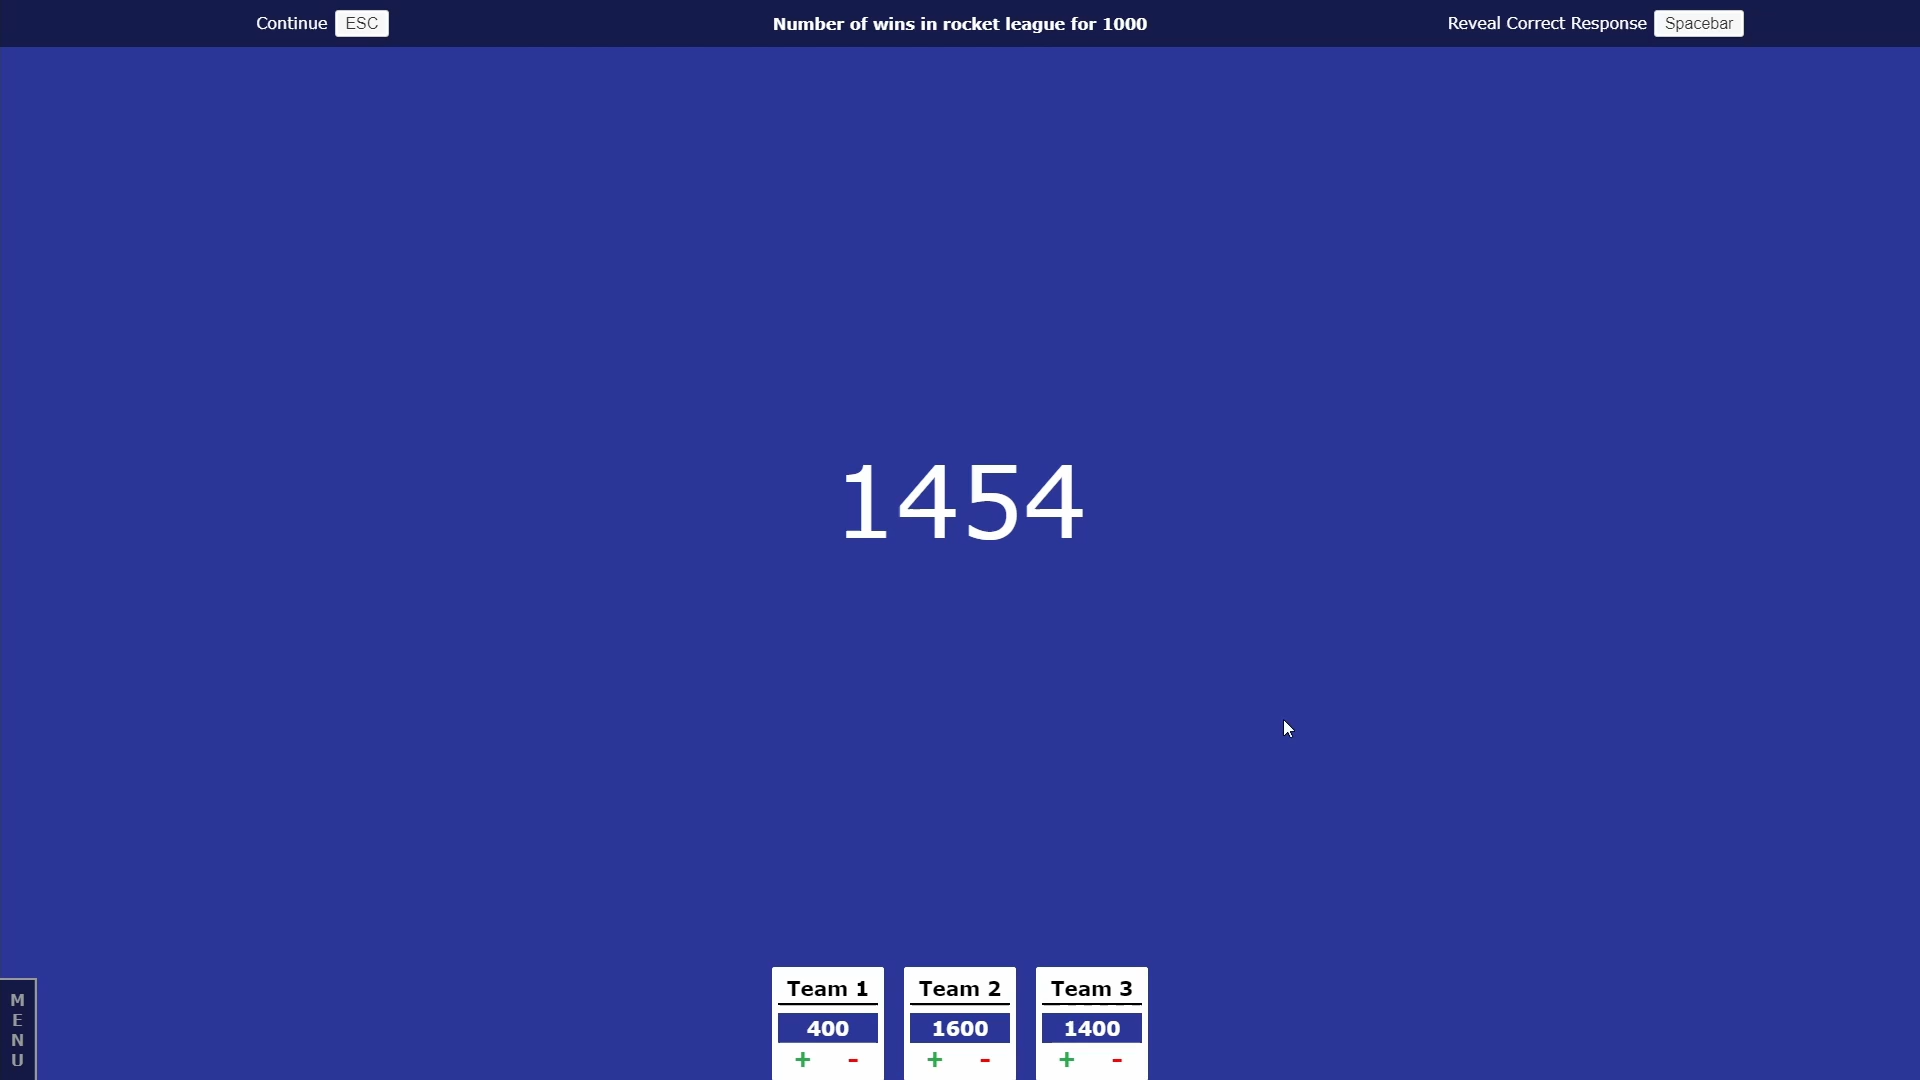 Continue ESC
Number of wins in rocket league for 1000
Reveal Correct Response Spacebar
1454
MENU
Team 1 Team 2 Team 3
400 1600 1400
+ - + - + -